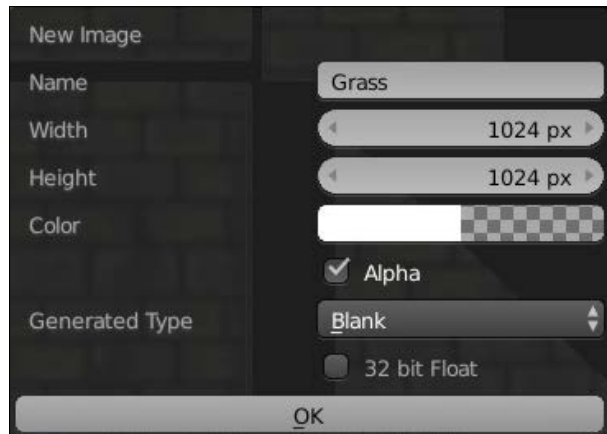 New Image
Name Grass
Width 1024 px
Height 1024 px
Color
Alpha
Generated Type Blank
32 bit Float
OK